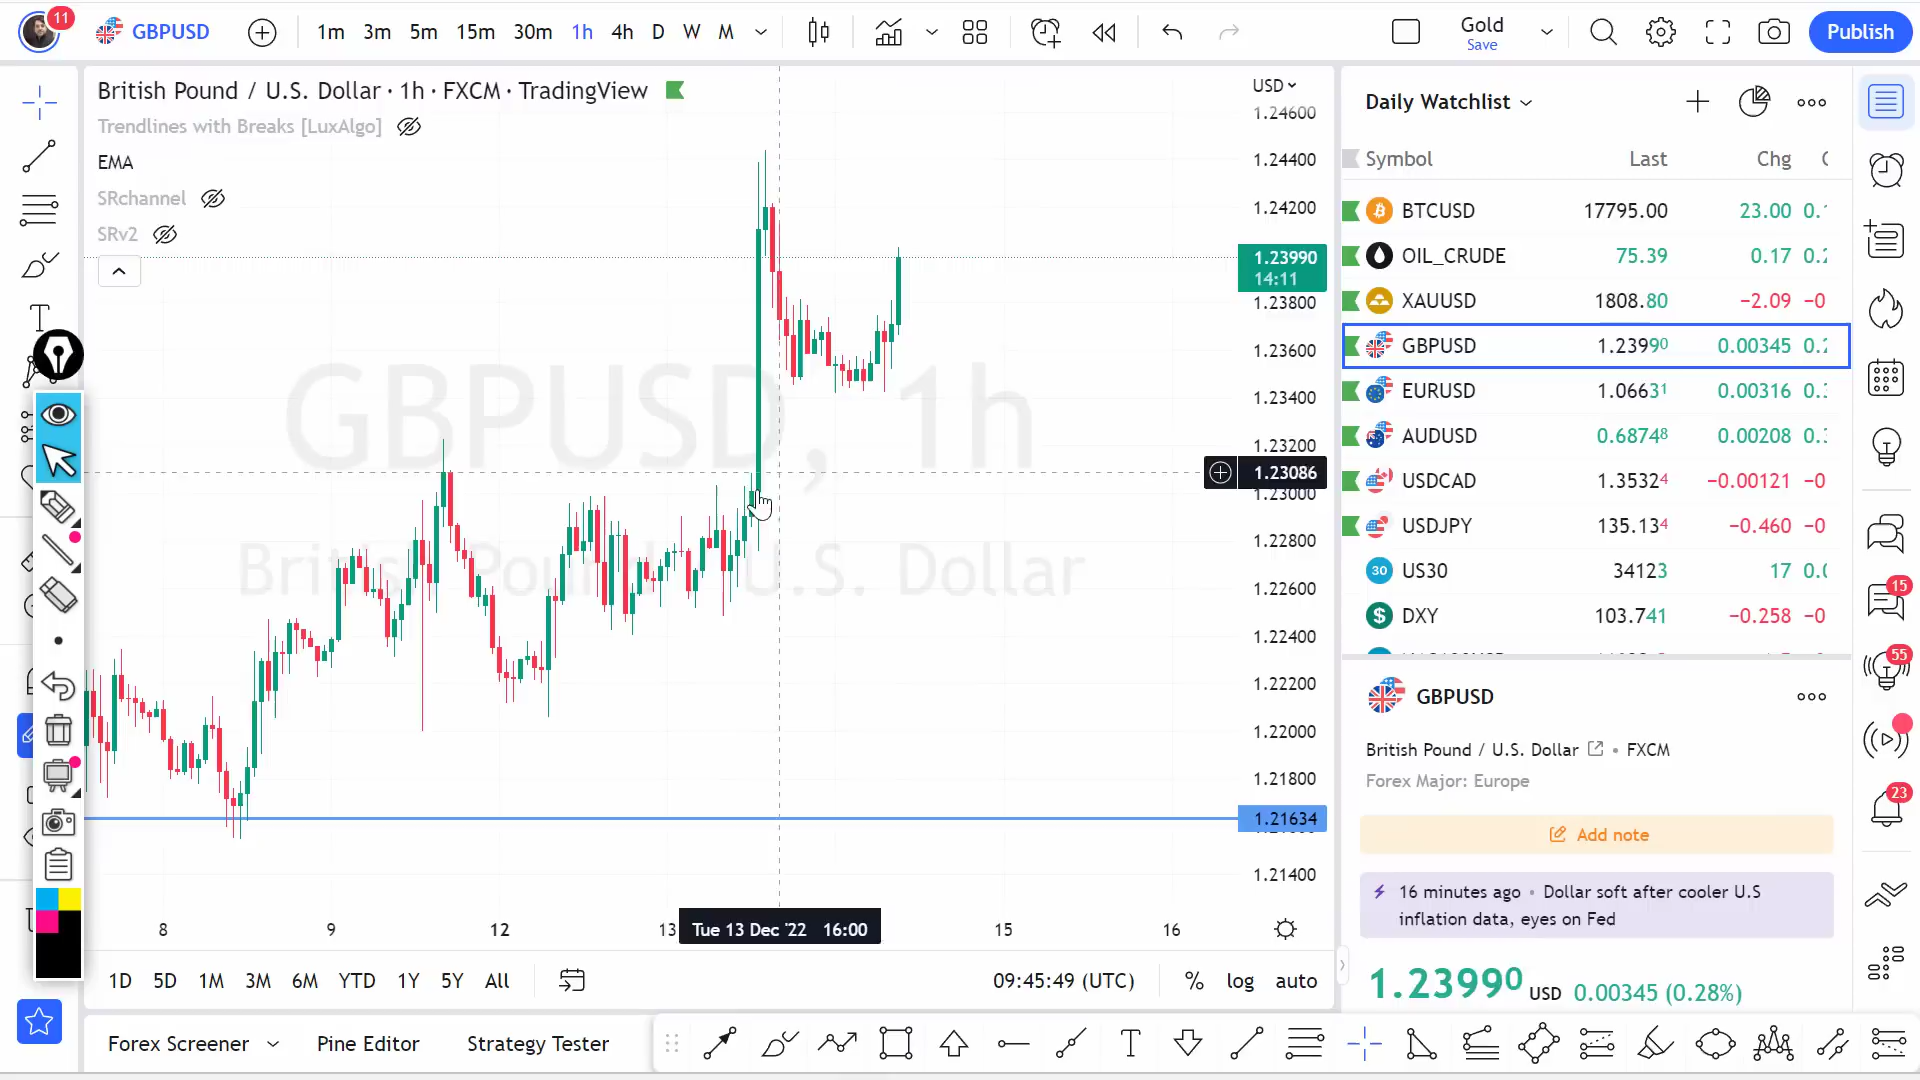 11
GBPUSD
1m 3m 5m 15m 30m 1h 4h D W M
Gold
Save
Publish
British Pound / U.S. Dollar · 1h · FXCM · TradingView
Trendlines with Breaks [LuxAlgo]
EMA
SRchannel
SRv2
GBPUSD, 1h
British Pound / U.S. Dollar
USD
1.24600
1.24400
1.24200
1.23990
14:11
1.23800
1.23600
1.23400
1.23200
1.23086
1.23000
1.22800
1.22600
1.22400
1.22200
1.22000
1.21800
1.21634
1.21400
8 9 12 13 Tue 13 Dec '22 16:00 15 16
1D 5D 1M 3M 6M YTD 1Y 5Y All
09:45:49 (UTC) % log auto
Forex Screener Pine Editor Strategy Tester
Daily Watchlist
Symbol Last Chg
BTCUSD 17795.00 23.00
OIL_CRUDE 75.39 0.17
XAUUSD 1808.80 −2.09
GBPUSD 1.23990 0.00345
EURUSD 1.06631 0.00316
AUDUSD 0.68748 0.00208
USDCAD 1.35324 −0.00121
USDJPY 135.134 −0.460
30 US30 34123 17
DXY 103.741 −0.258
GBPUSD
British Pound / U.S. Dollar • FXCM
Forex Major: Europe
Add note
16 minutes ago • Dollar soft after cooler U.S
inflation data, eyes on Fed
1.23990 USD 0.00345 (0.28%)
15
55
23